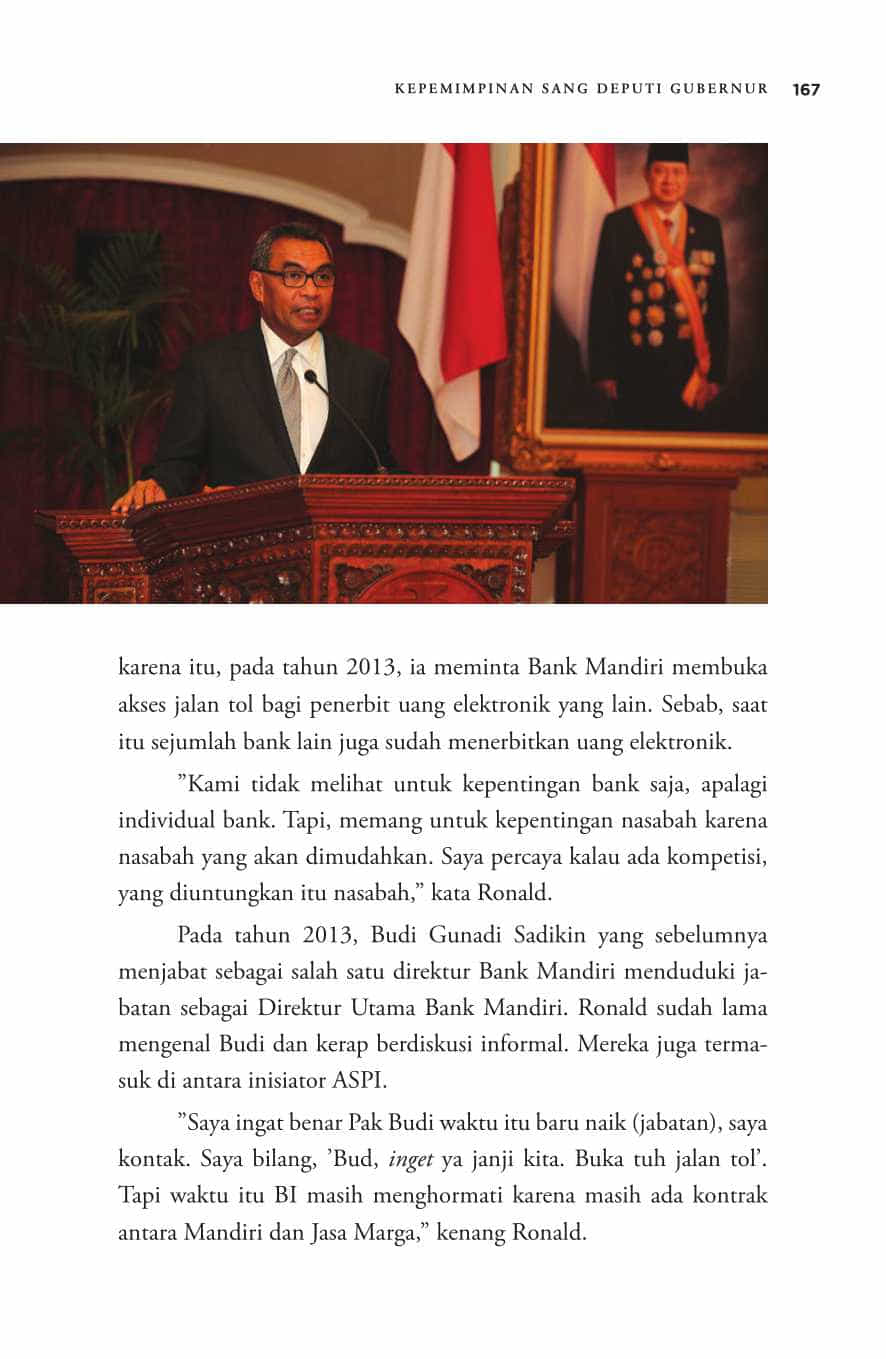 KEPEMIMPINAN SANG DEPUTI GUBERNUR 167
karena itu, pada tahun 2013, ia meminta Bank Mandiri membuka
akses jalan tol bagi penerbit uang elektronik yang lain. Sebab, saat
itu sejumlah bank lain juga sudah menerbitkan uang elektronik.
”Kami tidak melihat untuk kepentingan bank saja, apalagi
individual bank. Tapi, memang untuk kepentingan nasabah karena
nasabah yang akan dimudahkan. Saya percaya kalau ada kompetisi,
yang diuntungkan itu nasabah,” kata Ronald.
Pada tahun 2013, Budi Gunadi Sadikin yang sebelumnya
menjabat sebagai salah satu direktur Bank Mandiri menduduki ja-
batan sebagai Direktur Utama Bank Mandiri. Ronald sudah lama
mengenal Budi dan kerap berdiskusi informal. Mereka juga terma-
suk di antara inisiator ASPI.
”Saya ingat benar Pak Budi waktu itu baru naik (jabatan), saya
kontak. Saya bilang, ’Bud, inget ya janji kita. Buka tuh jalan tol’.
Tapi waktu itu BI masih menghormati karena masih ada kontrak
antara Mandiri dan Jasa Marga,” kenang Ronald.